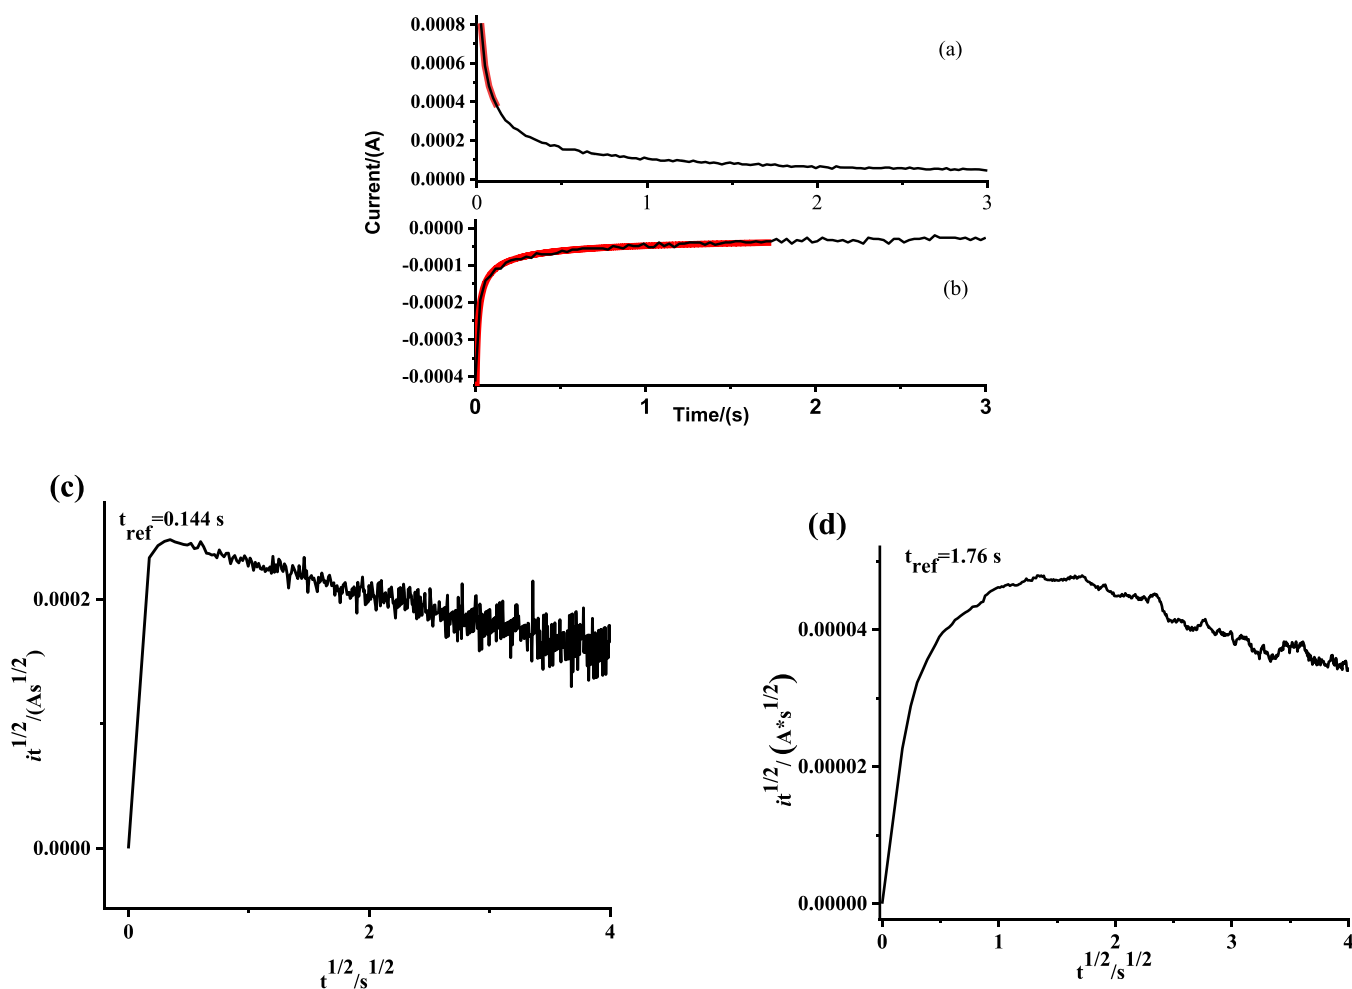 (a)
0.0008
0.0006
0.0004
0.0002
0.0000
0 1 2 3
Current/(A)
(b)
0.0000
-0.0001
-0.0002
-0.0003
-0.0004
0 1 2 3
Time/(s)
(c)
t_ref=0.144 s
0.0002
0.0000
it^1/2/(As^1/2)
0 2 4
t^1/2/s^1/2
(d)
t_ref=1.76 s
0.00004
0.00002
0.00000
it^1/2/(A*s^1/2)
0 1 2 3 4
t^1/2/s^1/2